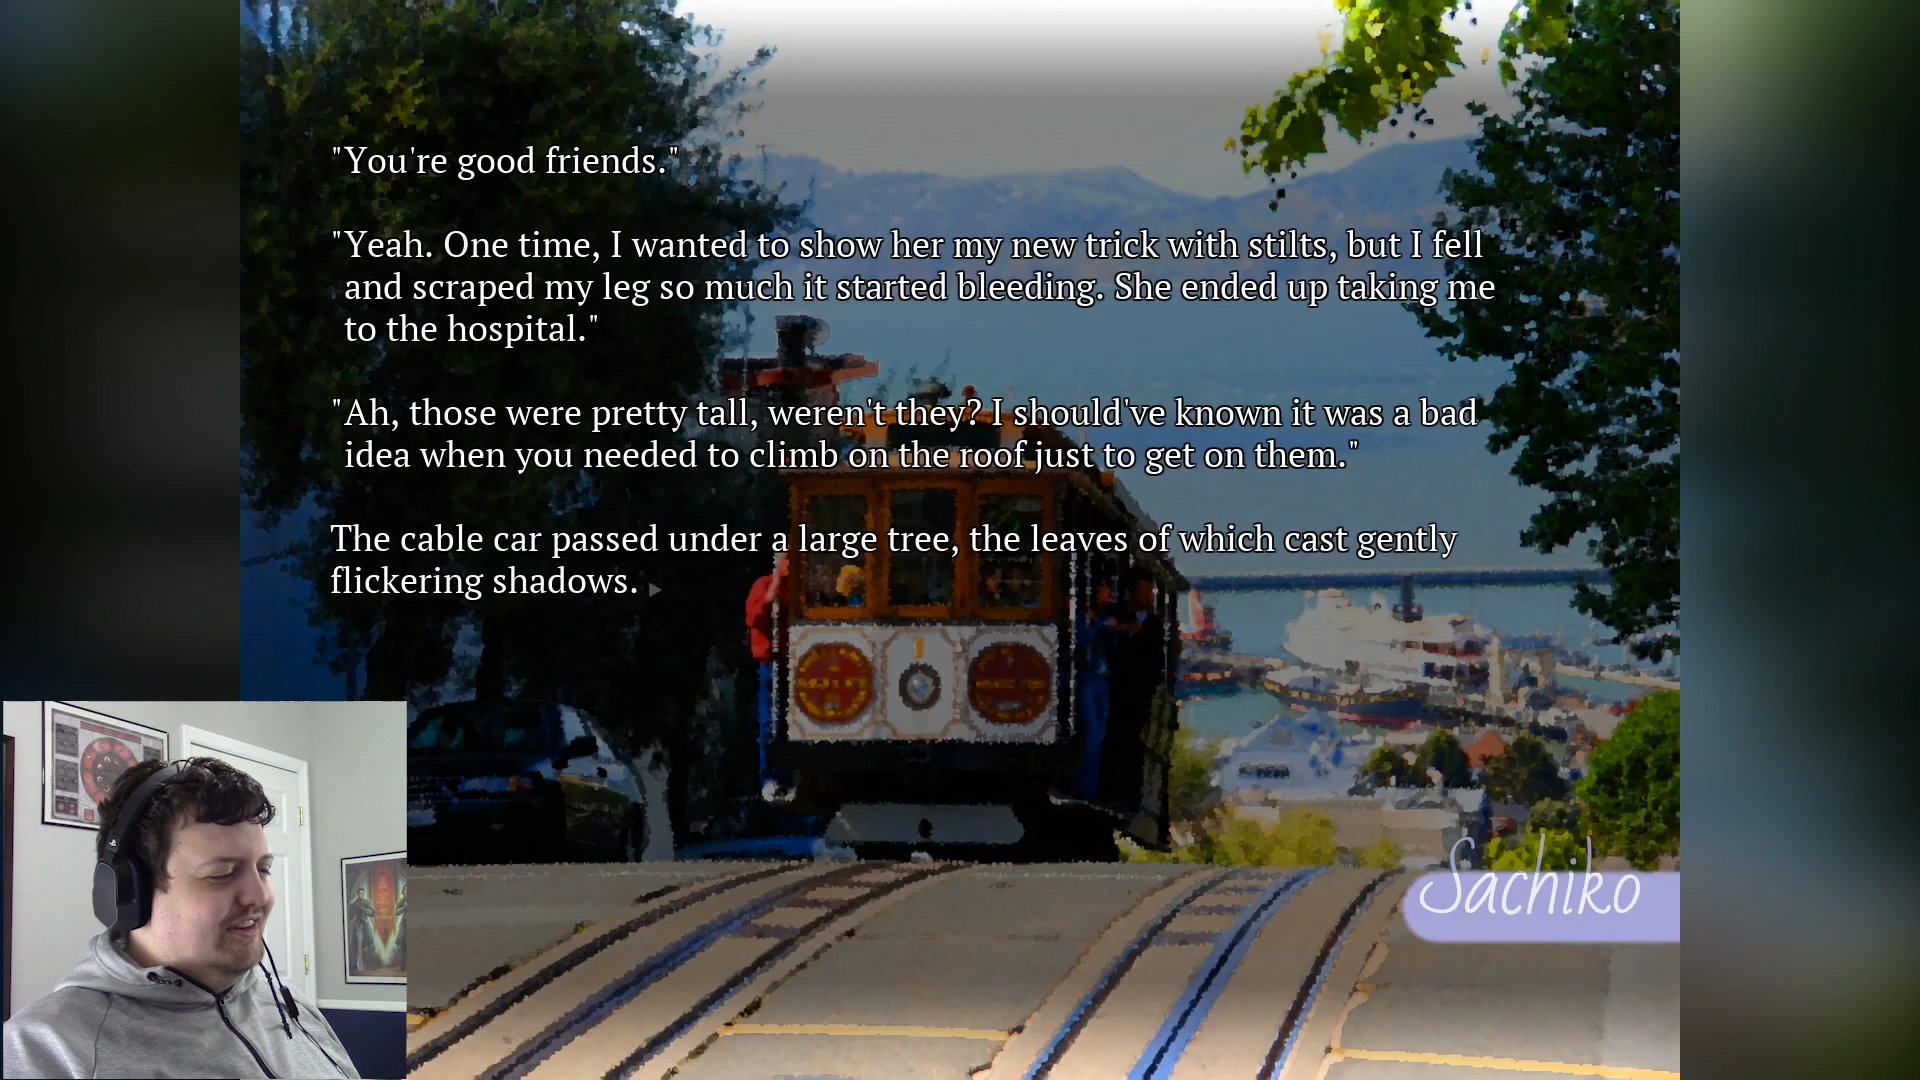 "You're good friends."
"Yeah. One time, I wanted to show her my new trick with stilts, but I fell
and scraped my leg so much it started bleeding. She ended up taking me
to the hospital."
"Ah, those were pretty tall, weren't they? I should've known it was a bad
idea when you needed to climb on the roof just to get on them."
The cable car passed under a large tree, the leaves of which cast gently
flickering shadows.
Sachiko